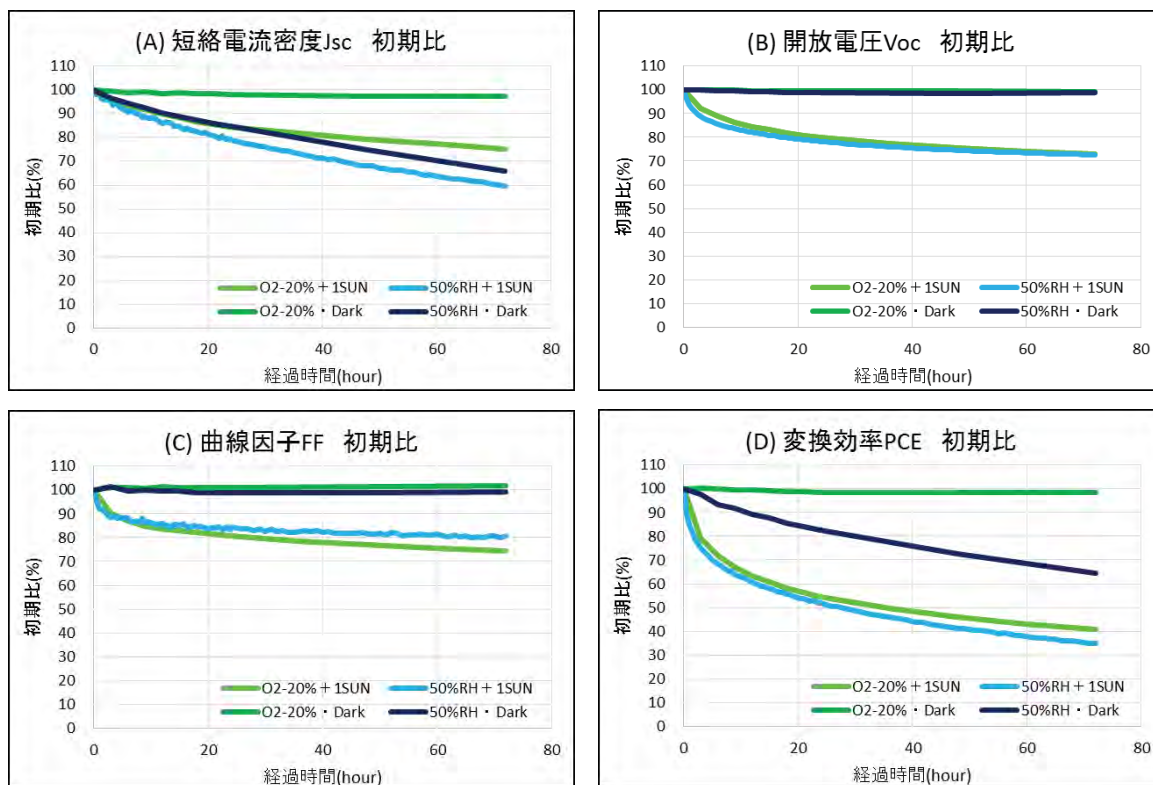 (A) 短絡電流密度Jsc 初期比
110
100
90
80
70
60
50
40
30
20
10
0
初期比(%)
O2-20%＋1SUN 50%RH＋1SUN
O2-20%・Dark 50%RH・Dark
0 20 40 60 80
経過時間(hour)
(B) 開放電圧Voc 初期比
110
100
90
80
70
60
50
40
30
20
10
0
初期比(%)
O2-20%＋1SUN 50%RH＋1SUN
O2-20%・Dark 50%RH・Dark
0 20 40 60 80
経過時間(hour)
(C) 曲線因子FF 初期比
110
100
90
80
70
60
50
40
30
20
10
0
初期比(%)
O2-20%＋1SUN 50%RH＋1SUN
O2-20%・Dark 50%RH・Dark
0 20 40 60 80
経過時間(hour)
(D) 変換効率PCE 初期比
110
100
90
80
70
60
50
40
30
20
10
0
初期比(%)
O2-20%＋1SUN 50%RH＋1SUN
O2-20%・Dark 50%RH・Dark
0 20 40 60 80
経過時間(hour)